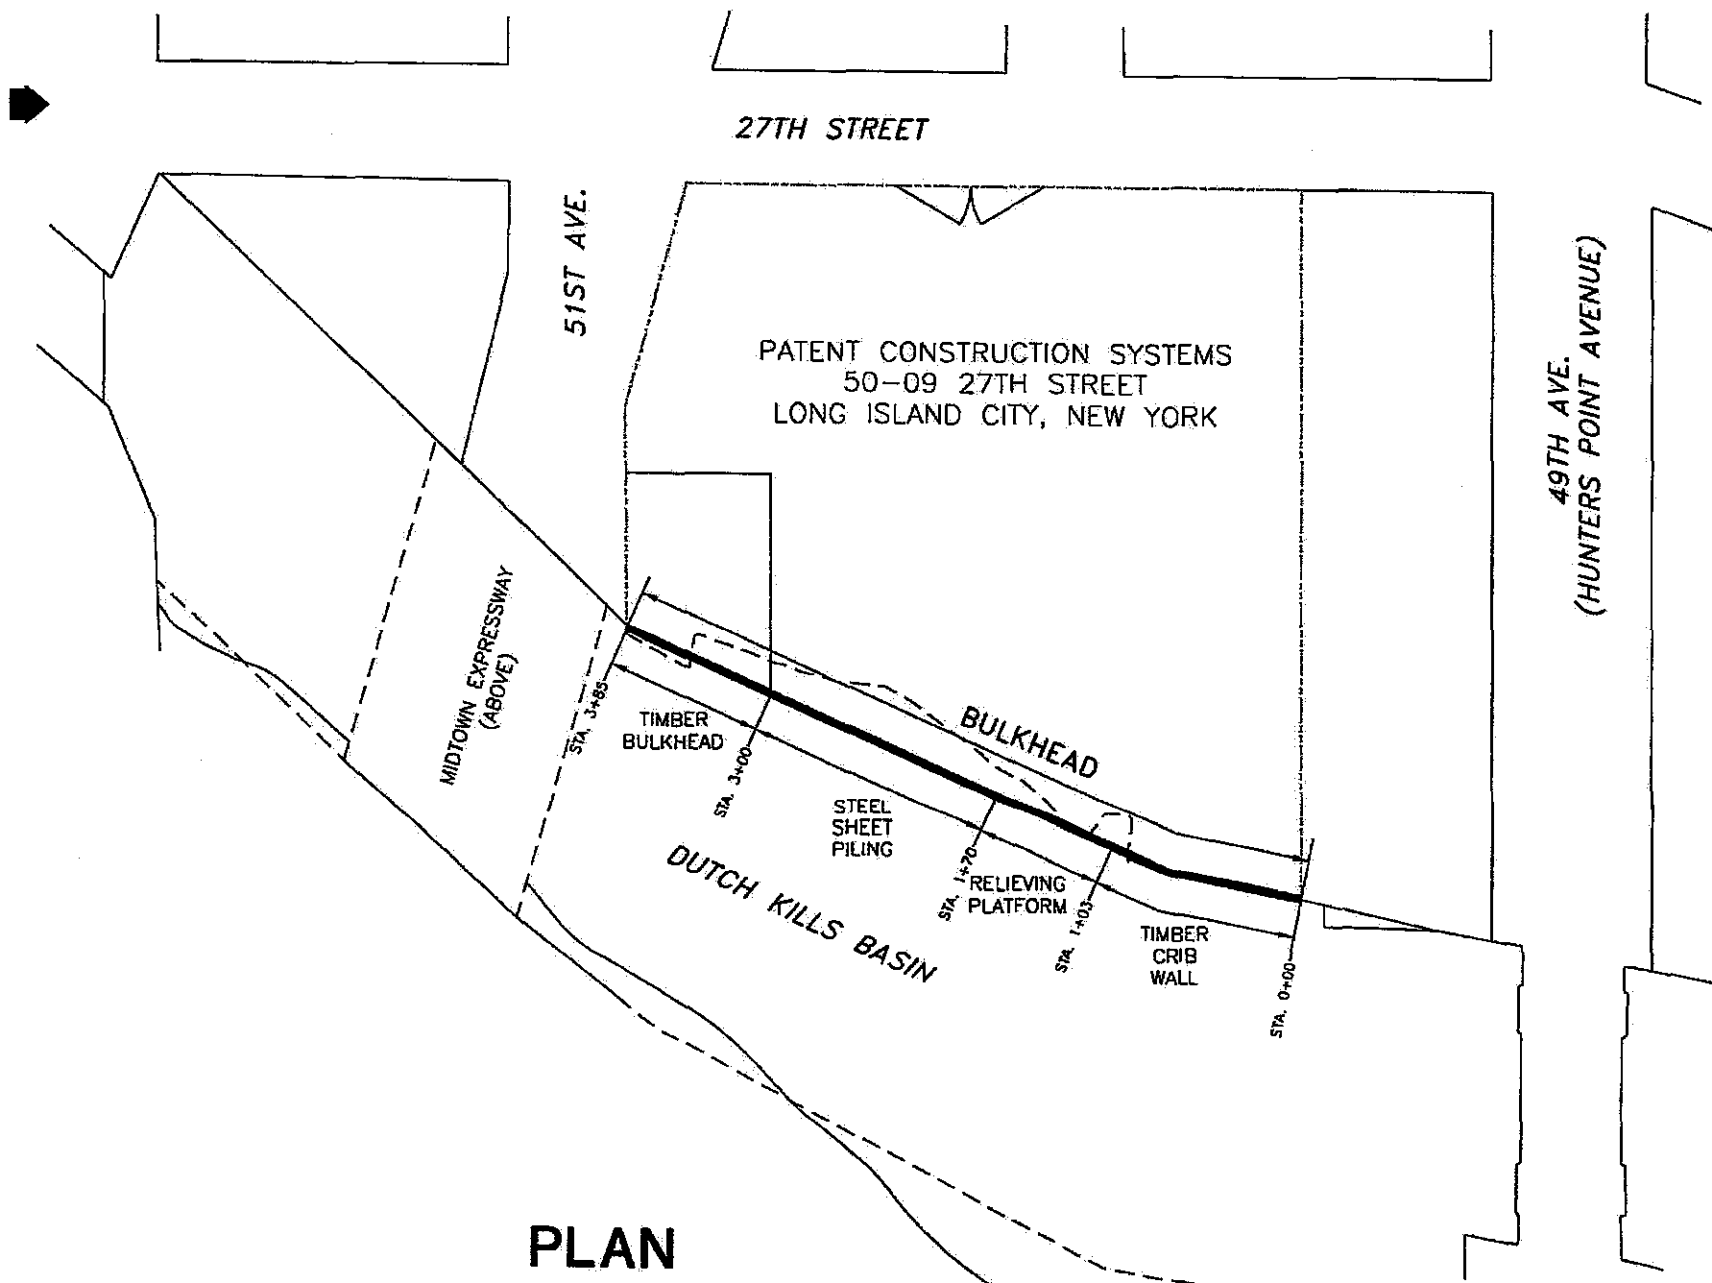 27TH STREET
51ST AVE.
PATENT CONSTRUCTION SYSTEMS
50-09 27TH STREET
LONG ISLAND CITY, NEW YORK
49TH AVE.
(HUNTERS POINT AVENUE)
MIDTOWN EXPRESSWAY
(ABOVE)
STA. 3+85
TIMBER
BULKHEAD
STA. 3+00
BULKHEAD
STEEL
SHEET
PILING
STA. 1+70
RELIEVING
PLATFORM
STA. 1+03
TIMBER
CRIB
WALL
STA. 0+00
DUTCH KILLS BASIN
PLAN